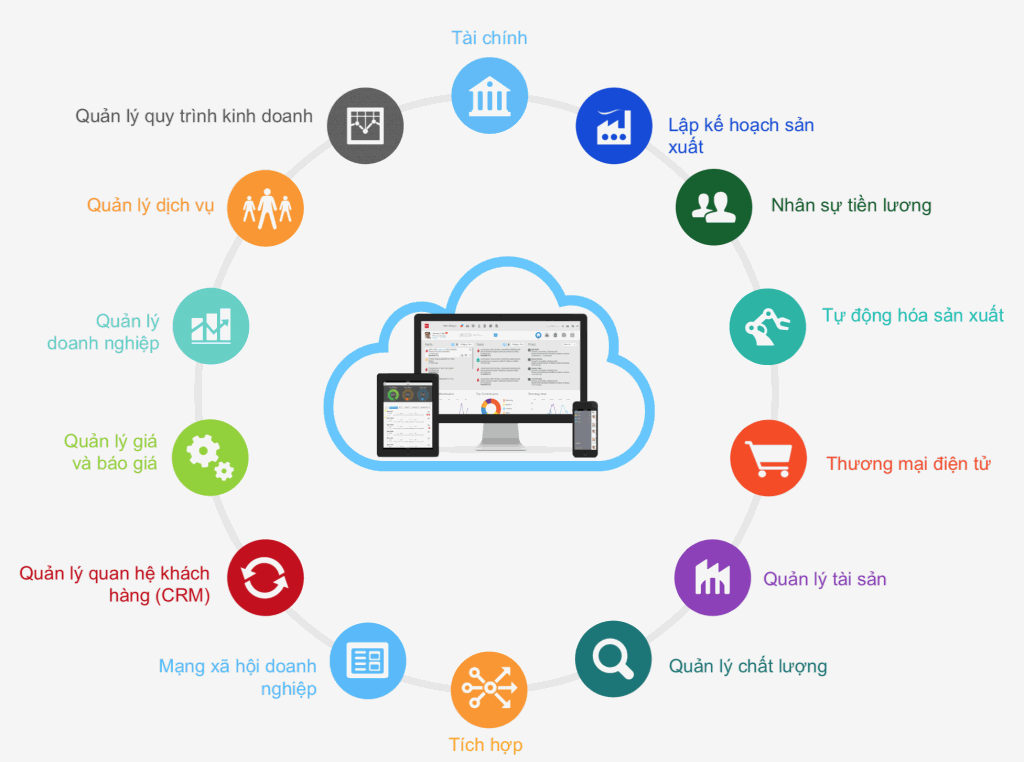 Tài chính
Quản lý quy trình kinh doanh
Lập kế hoạch sản
xuất
Quản lý dịch vụ
Nhân sự tiền lương
Quản lý
doanh nghiệp
Tự động hóa sản xuất
Quản lý giá
và báo giá
Thương mại điện tử
Quản lý quan hệ khách
hàng (CRM)
Quản lý tài sản
Mạng xã hội doanh
nghiệp
Quản lý chất lượng
Tích hợp